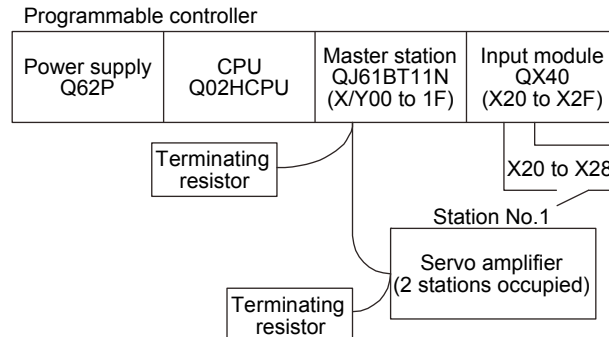 Programmable controller
Power supply
Q62P
CPU
Q02HCPU
Master station
QJ61BT11N
(X/Y00 to 1F)
Input module
QX40
(X20 to X2F)
Terminating
resistor
X20 to X28
Station No.1
Servo amplifier
(2 stations occupied)
Terminating
resistor